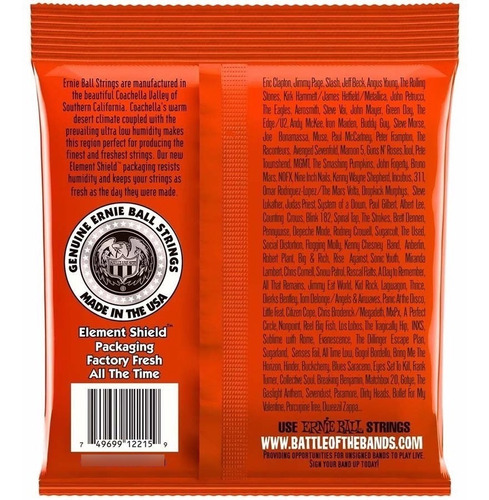 Ernie Ball Strings are manufactured in
the beautiful Coachella Valley of
Southern California. Coachella's warm
desert climate coupled with the
prevailing ultra low humidity makes
this region perfect for producing the
finest and freshest strings. Our new
Element Shield™ packaging resists
humidity and keeps your strings as
fresh as the day they were made.
GENUINE ERNIE BALL STRINGS
MADE IN THE USA
Element Shield™
Packaging
Factory Fresh
All The Time
7 49699 12215 9
Eric Clapton, Jimmy Page, Slash, Jeff Beck, Angus Young, The Rolling
Stones, Kirk Hammett / James Hetfield/Metallica, John Petrucci,
The Eagles, Aerosmith, Steve Vai, John Mayer, Green Day, The
Edge/U2, Andy McKee, Iron Maiden, Buddy Guy, Steve Morse,
Joe Bonamassa, Muse, Paul McCartney, Peter Frampton, The
Raconteurs, Avenged Sevenfold, Maroon 5, Guns N' Roses, Tool, Pete
Townshend, MGMT, The Smashing Pumpkins, John Fogerty, Bruno
Mars, NOFX, Nine Inch Nails, Kenny Wayne Shepherd, Incubus, 311,
Omar Rodriguez-Lopez/The Mars Volta, Dropkick Murphys, Steve
Lukather, Judas Priest, System of a Down, Paul Gilbert, Albert Lee,
Counting Crows, Blink 182, Spinal Tap, The Strokes, Brett Dennen,
Pennywise, Depeche Mode, Rodney Crowell, Sugarcult, The Used,
Social Distortion, Flogging Molly, Kenny Chesney Band, Anberlin,
Robert Plant, Big & Rich, Rise Against, Sonic Youth, Miranda
Lambert, Chris Cornell, Snow Patrol, Rascal Flatts, A Day to Remember,
All That Remains, Jimmy Eat World, Kid Rock, Lagwagon, Thrice,
Dierks Bentley, Tom Delonge / Angels & Airwaves, Panic At The Disco,
Little Feat, Citizen Cope, Chris Broderick / Megadeth, MxPx, A Perfect
Circle, Nonpoint, Reel Big Fish, Los Lobos, The Tragically Hip, INXS,
Sublime with Rome, Evanescence, The Dillinger Escape Plan,
Sugarland, Senses Fail, All Time Low, Gogol Bordello, Bring Me The
Horizon, Hinder, Buckcherry, Blues Saraceno, Eyes Set To Kill, Frank
Turner, Collective Soul, Breaking Benjamin, Matchbox 20, Gotye, The
Gaslight Anthem, Sevendust, Paramore, Dirty Heads, Bullet For My
Valentine, Porcupine Tree, Dweezil Zappa...
USE ERNIE BALL STRINGS
WWW.BATTLEOFTHEBANDS.COM
PROVIDING OPPORTUNITIES FOR UNSIGNED BANDS TO PLAY LIVE
SIGN YOUR BAND UP TODAY!